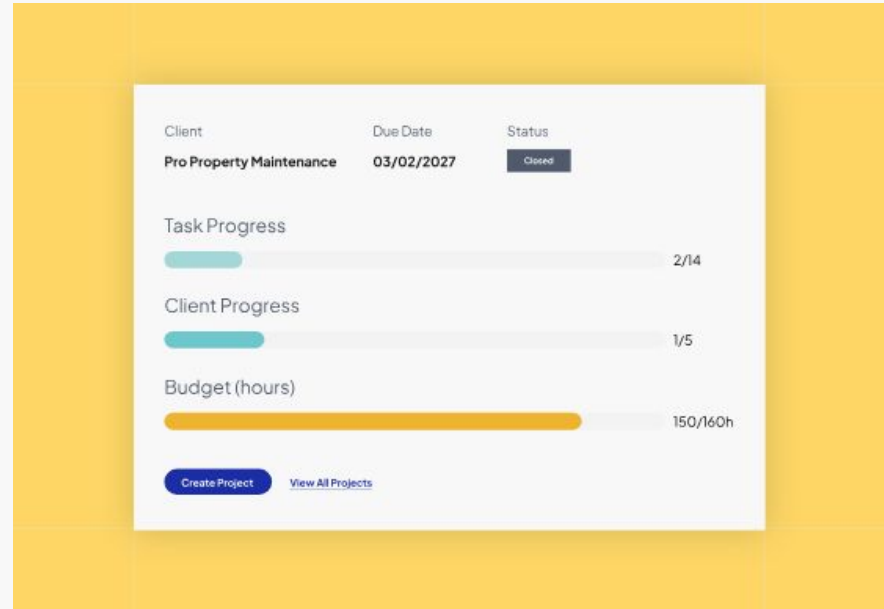 Client
Due Date
Status
Pro Property Maintenance
03/02/2027
Closed
Task Progress
2/14
Client Progress
1/5
Budget (hours)
150/160h
Create Project
View All Projects